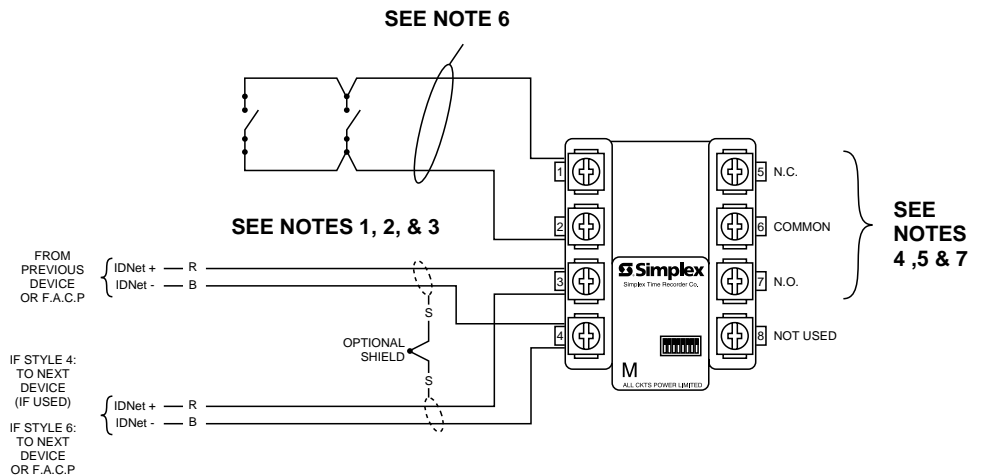 SEE NOTE 6
1
5 N.C.
SEE NOTES 1, 2, & 3
2
6 COMMON
SEE
NOTES
4 ,5 & 7
FROM
PREVIOUS
DEVICE
OR F.A.C.P
IDNet + R
IDNet - B
3
7 N.O.
Simplex
Simplex Time Recorder Co.
S
OPTIONAL
SHIELD
S
4
8 NOT USED
M
ALL CKTS POWER LIMITED
IF STYLE 4:
TO NEXT
DEVICE
(IF USED)
IF STYLE 6:
TO NEXT
DEVICE
OR F.A.C.P
IDNet + R
IDNet - B